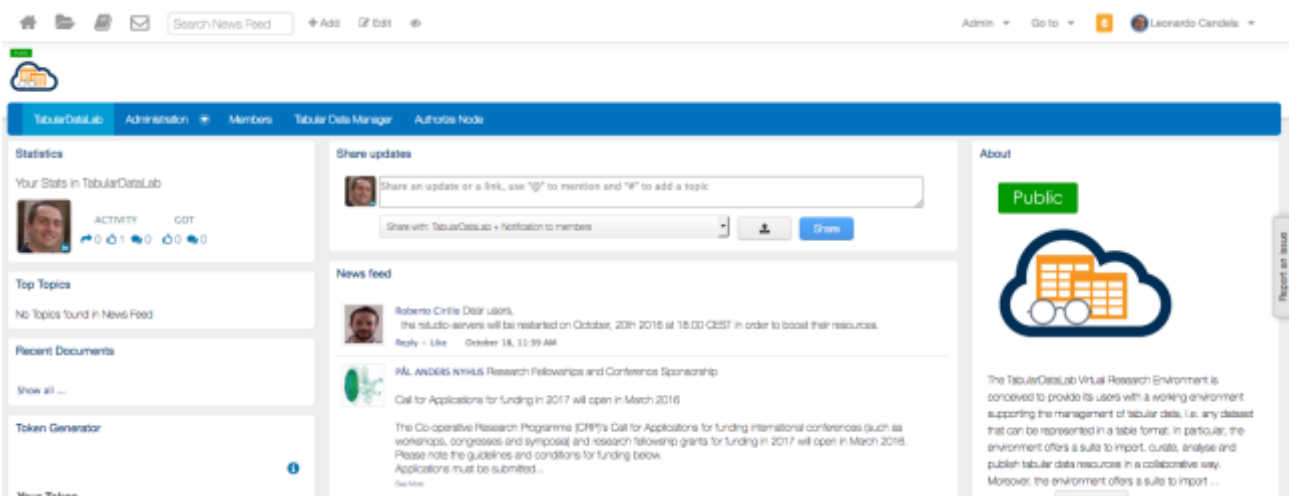 Search News Feed
Add
Edit
Admin
Go to
6
Leonardo Candela
Public
TabularDataLab
Administration
Members
Tabular Data Manager
Authorize Node
Statistics
Your Stats in TabularDataLab
ACTIVITY
GOT
0 1 0 0 0
Top Topics
No Topics found in News Feed
Recent Documents
Show all ...
Token Generator
Your Token
Share updates
Share an update or a link, use "@" to mention and "#" to add a topic
Share with: TabularDataLab + Notification to members
Share
News feed
Roberto Cirillo Dear users,
the rstudio-servers will be restarted on October, 20th 2016 at 18:00 CEST in order to boost their resources.
Reply - Like October 18, 11:39 AM
PÅL ANDERS NYHUS Research Fellowships and Conference Sponsorship
Call for Applications for funding in 2017 will open in March 2016
The Co-operative Research Programme (CRP)'s Call for Applications for funding international conferences (such as
workshops, congresses and symposia) and research fellowship grants for funding in 2017 will open in March 2016.
Please note the guidelines and conditions for funding below.
Applications must be submitted...
See More
About
Public
The TabularDataLab Virtual Research Environment is
conceived to provide its users with a working environment
supporting the management of tabular data, i.e. any dataset
that can be represented in a table format. In particular, the
environment offers a suite to import, curate, analyse and
publish tabular data resources in a collaborative way.
Moreover, the environment offers a suite to import ...
Report an issue